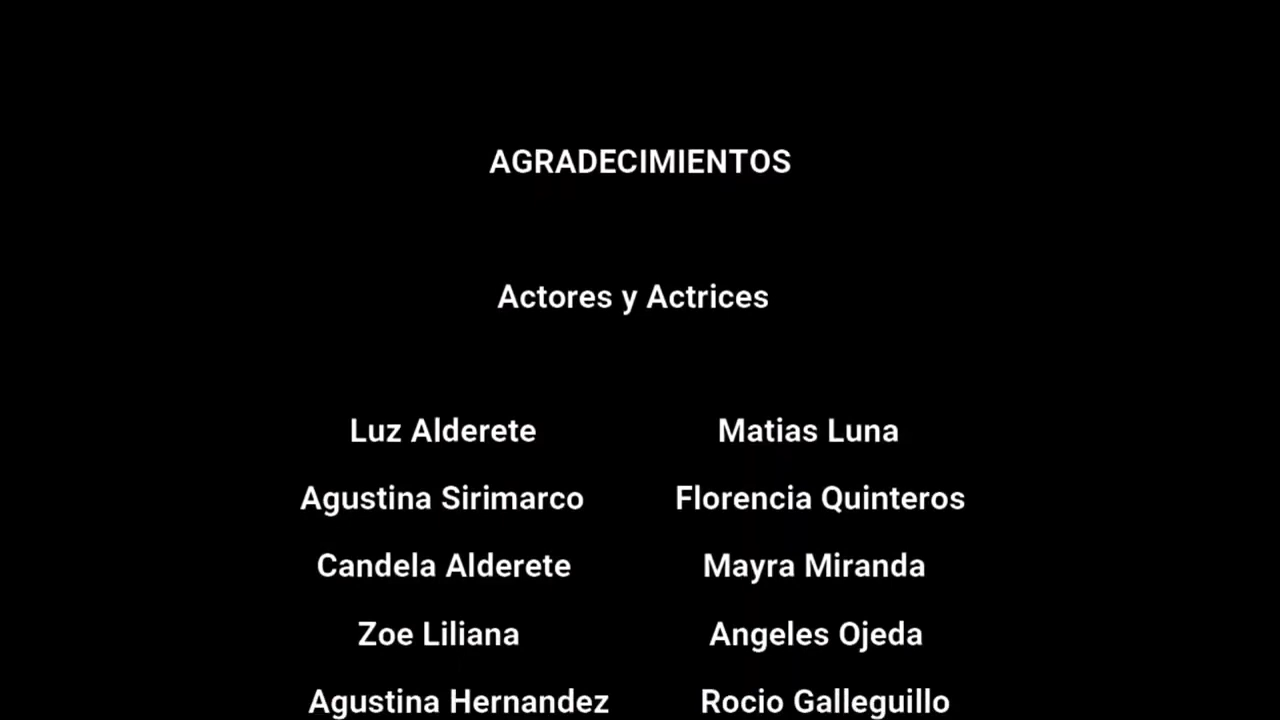 AGRADECIMIENTOS
Actores y Actrices
Luz Alderete Matias Luna
Agustina Sirimarco Florencia Quinteros
Candela Alderete Mayra Miranda
Zoe Liliana Angeles Ojeda
Agustina Hernandez Rocio Galleguillo